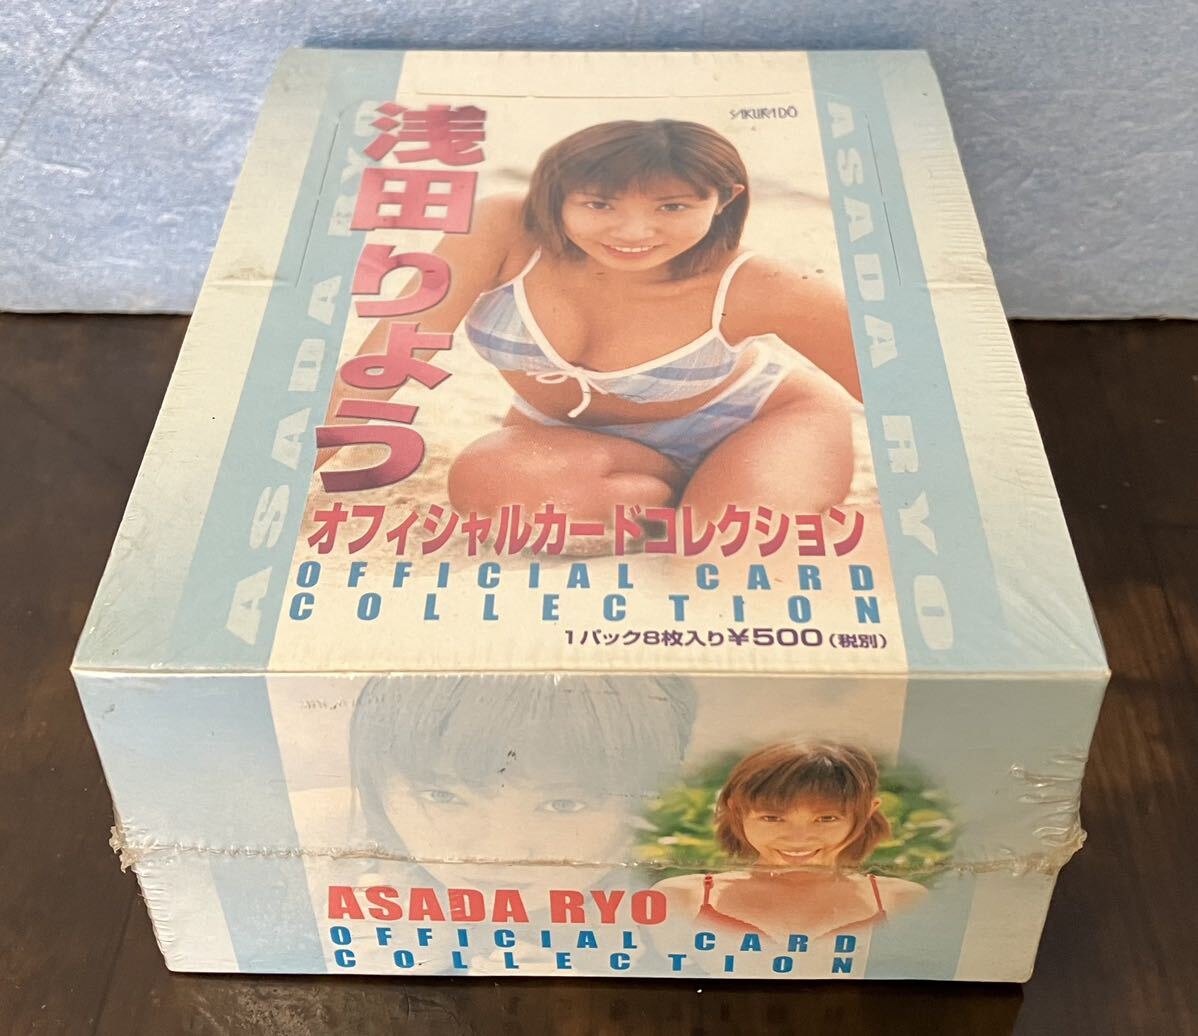 SAKURADŌ
浅田りょう
ASADA RYO
ASADA RYO
オフィシャルカードコレクション
OFFICIAL CARD
COLLECTION
1パック8枚入り¥500(税別)
ASADA RYO
OFFICIAL CARD
COLLECTION